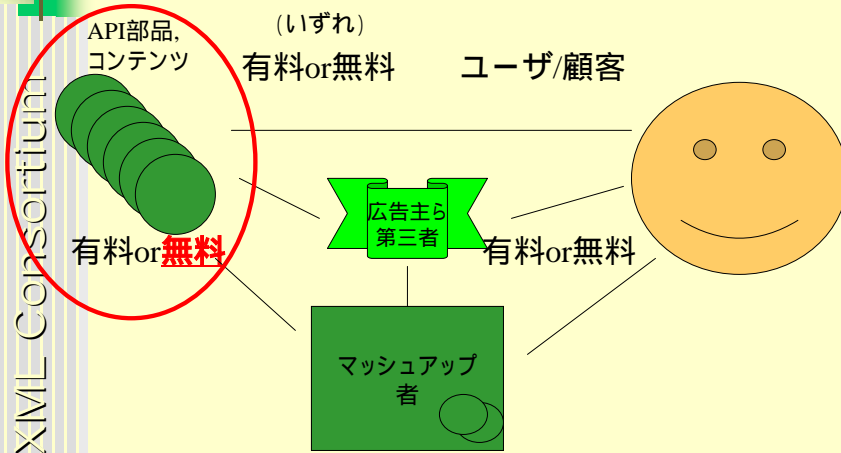 API部品,
コンテンツ
(いずれ)
有料or無料
ユーザ/顧客
広告主ら
第三者
有料or無料
有料or無料
マッシュアップ
者
XML Consortium